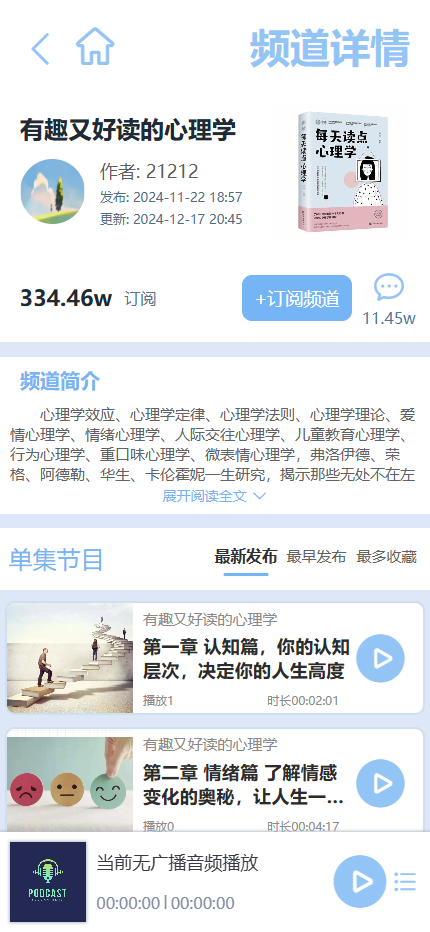 频道详情
有趣又好读的心理学
作者: 21212
发布: 2024-11-22 18:57
更新: 2024-12-17 20:45
每天读点
心理学
334.46w 订阅
+订阅频道
11.45w
频道简介
心理学效应、心理学定律、心理学法则、心理学理论、爱
情心理学、情绪心理学、人际交往心理学、儿童教育心理学、
行为心理学、重口味心理学、微表情心理学，弗洛伊德、荣
格、阿德勒、华生、卡伦霍妮一生研究，揭示那些无处不在左
展开阅读全文
单集节目
最新发布 最早发布 最多收藏
有趣又好读的心理学
第一章 认知篇，你的认知
层次，决定你的人生高度
播放1 时长00:02:01
有趣又好读的心理学
第二章 情绪篇 了解情感
变化的奥秘，让人生一...
播放0 时长00:04:17
PODCAST
当前无广播音频播放
00:00:00 | 00:00:00